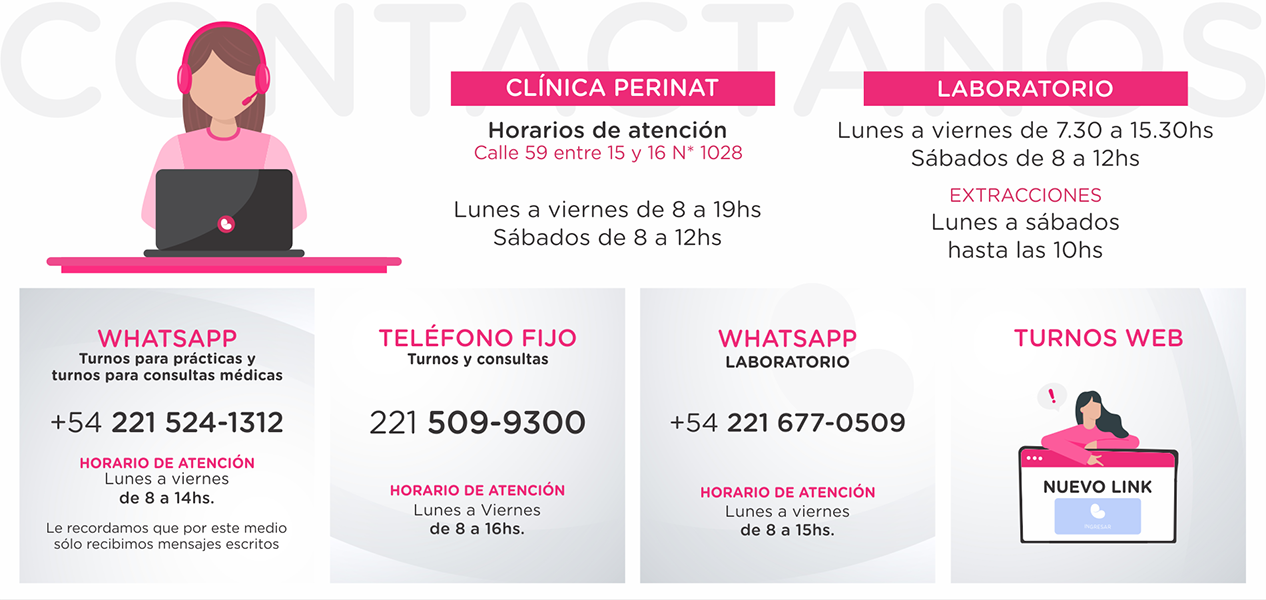 CONTACTANOS
CLÍNICA PERINAT
Horarios de atención
Calle 59 entre 15 y 16 N* 1028
Lunes a viernes de 8 a 19hs
Sábados de 8 a 12hs
LABORATORIO
Lunes a viernes de 7.30 a 15.30hs
Sábados de 8 a 12hs
EXTRACCIONES
Lunes a sábados
hasta las 10hs
WHATSAPP
Turnos para prácticas y
turnos para consultas médicas
+54 221 524-1312
HORARIO DE ATENCIÓN
Lunes a viernes
de 8 a 14hs.
Le recordamos que por este medio
sólo recibimos mensajes escritos
TELÉFONO FIJO
Turnos y consultas
221 509-9300
HORARIO DE ATENCIÓN
Lunes a Viernes
de 8 a 16hs.
WHATSAPP
LABORATORIO
+54 221 677-0509
HORARIO DE ATENCIÓN
Lunes a viernes
de 8 a 15hs.
TURNOS WEB
!
NUEVO LINK